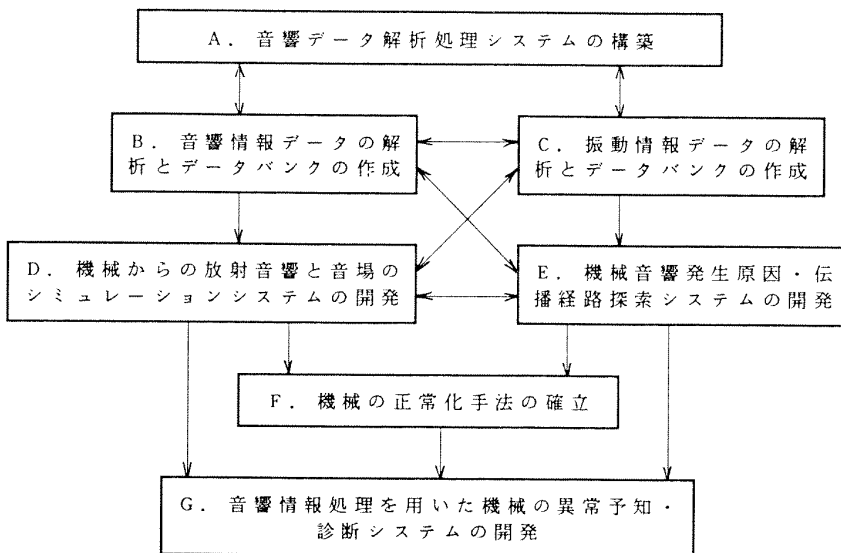 A. 音響データ解析処理システムの構築
B. 音響情報データの解
析とデータバンクの作成
C. 振動情報データの解
析とデータバンクの作成
D. 機械からの放射音響と音場の
シミュレーションシステムの開発
E. 機械音響発生原因・伝
播経路探索システムの開発
F. 機械の正常化手法の確立
G. 音響情報処理を用いた機械の異常予知・
診断システムの開発